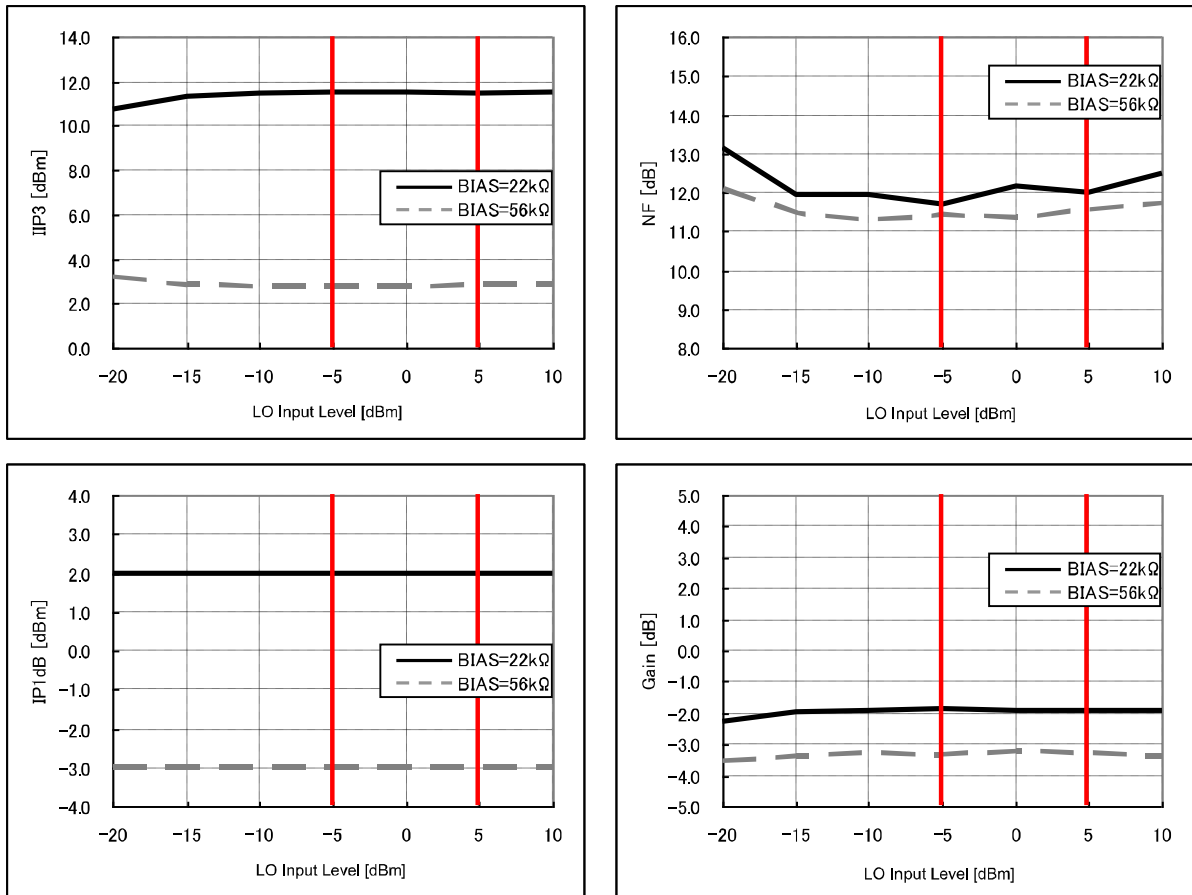 14.0
12.0
10.0
8.0
6.0
4.0
2.0
0.0
IIP3 [dBm]
BIAS=22kΩ
BIAS=56kΩ
-20 -15 -10 -5 0 5 10
LO Input Level [dBm]
16.0
15.0
14.0
13.0
12.0
11.0
10.0
9.0
8.0
NF [dB]
BIAS=22kΩ
BIAS=56kΩ
-20 -15 -10 -5 0 5 10
LO Input Level [dBm]
4.0
3.0
2.0
1.0
0.0
-1.0
-2.0
-3.0
-4.0
IP1dB [dBm]
BIAS=22kΩ
BIAS=56kΩ
-20 -15 -10 -5 0 5 10
LO Input Level [dBm]
5.0
4.0
3.0
2.0
1.0
0.0
-1.0
-2.0
-3.0
-4.0
-5.0
Gain [dB]
BIAS=22kΩ
BIAS=56kΩ
-20 -15 -10 -5 0 5 10
LO Input Level [dBm]